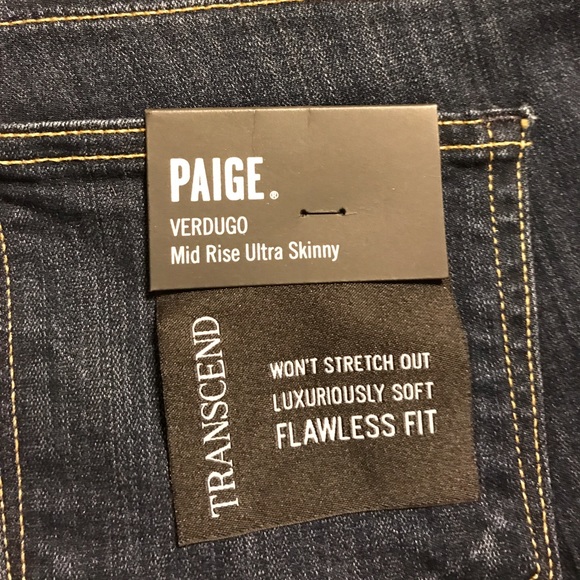 PAIGE®
VERDUGO
Mid Rise Ultra Skinny
TRANSCEND
WON'T STRETCH OUT
LUXURIOUSLY SOFT
FLAWLESS FIT